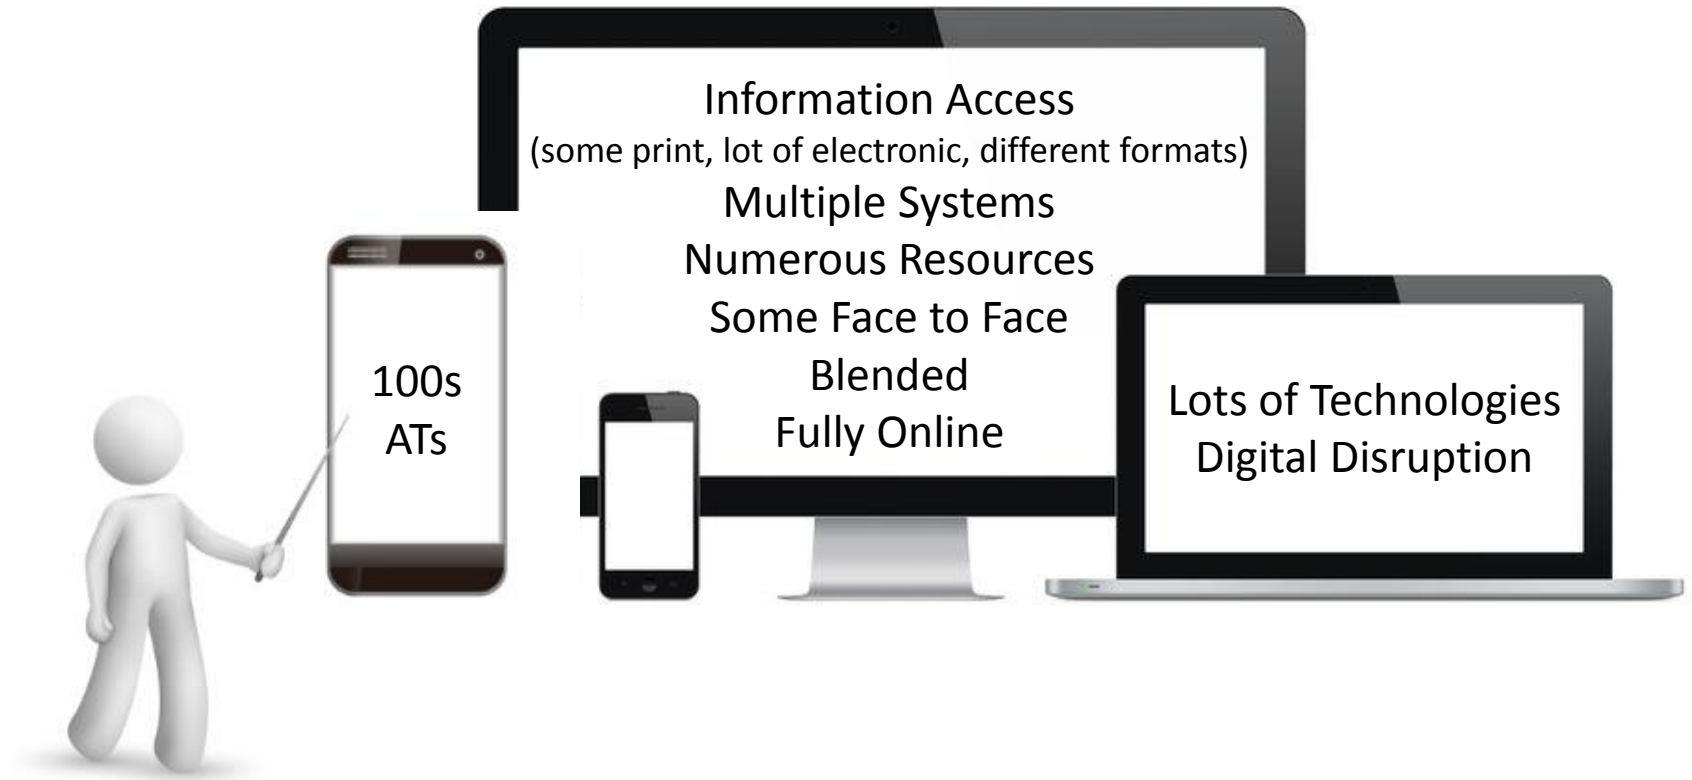 Information Access
(some print, lot of electronic, different formats)
Multiple Systems
Numerous Resources
Some Face to Face
Blended
Fully Online
100s
ATs
Lots of Technologies
Digital Disruption